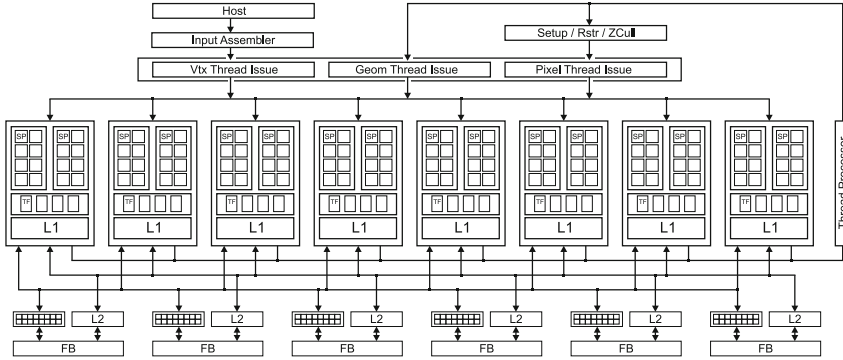 Host
Input Assembler
Setup / Rstr / ZCull
Vtx Thread Issue
Geom Thread Issue
Pixel Thread Issue
SP SP SP SP SP SP SP SP SP SP SP SP SP SP SP SP
TF TF TF TF TF TF TF TF
L1 L1 L1 L1 L1 L1 L1 L1
Thread Processor
L2 L2 L2 L2 L2 L2
FB FB FB FB FB FB